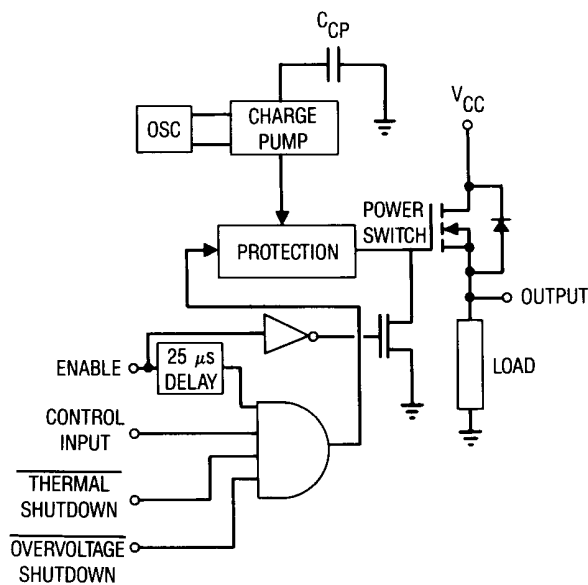 C_CP
OSC
CHARGE
PUMP
V_CC
POWER
SWITCH
PROTECTION
OUTPUT
ENABLE
25 μs
DELAY
LOAD
CONTROL
INPUT
THERMAL
SHUTDOWN
OVERVOLTAGE
SHUTDOWN